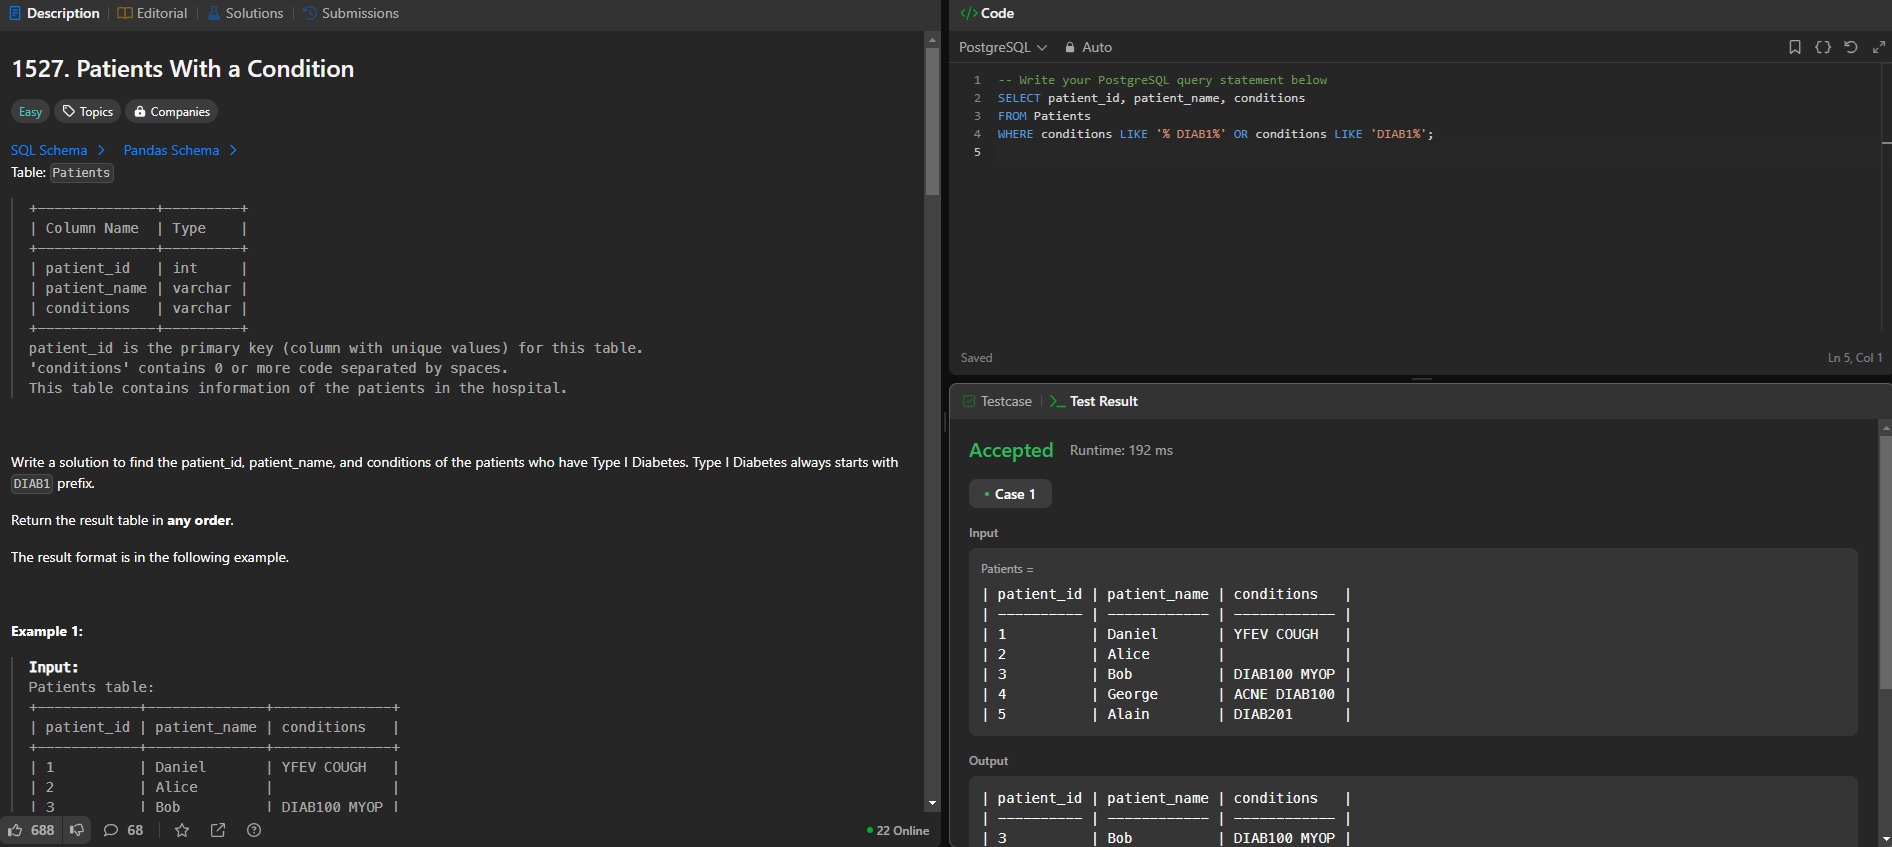 Description | Editorial | Solutions | Submissions
1527. Patients With a Condition
Easy Topics Companies
SQL Schema > Pandas Schema >
Table: Patients
+--------------+---------+
| Column Name  | Type    |
+--------------+---------+
| patient_id   | int     |
| patient_name | varchar |
| conditions   | varchar |
+--------------+---------+
patient_id is the primary key (column with unique values) for this table.
'conditions' contains 0 or more code separated by spaces.
This table contains information of the patients in the hospital.
Write a solution to find the patient_id, patient_name, and conditions of the patients who have Type I Diabetes. Type I Diabetes always starts with
DIAB1 prefix.
Return the result table in any order.
The result format is in the following example.
Example 1:
Input:
Patients table:
+------------+--------------+--------------+
| patient_id | patient_name | conditions   |
+------------+--------------+--------------+
| 1          | Daniel       | YFEV COUGH   |
| 2          | Alice        |              |
| 3          | Bob          | DIAB100 MYOP |
688 68 22 Online
</> Code
PostgreSQL Auto
1 -- Write your PostgreSQL query statement below
2 SELECT patient_id, patient_name, conditions
3 FROM Patients
4 WHERE conditions LIKE '% DIAB1%' OR conditions LIKE 'DIAB1%';
5
Saved Ln 5, Col 1
Testcase | >_ Test Result
Accepted Runtime: 192 ms
• Case 1
Input
Patients =
| patient_id | patient_name | conditions   |
| ---------- | ------------ | ------------ |
| 1          | Daniel       | YFEV COUGH   |
| 2          | Alice        |              |
| 3          | Bob          | DIAB100 MYOP |
| 4          | George       | ACNE DIAB100 |
| 5          | Alain        | DIAB201      |
Output
| patient_id | patient_name | conditions   |
| ---------- | ------------ | ------------ |
| 3          | Bob          | DIAB100 MYOP |